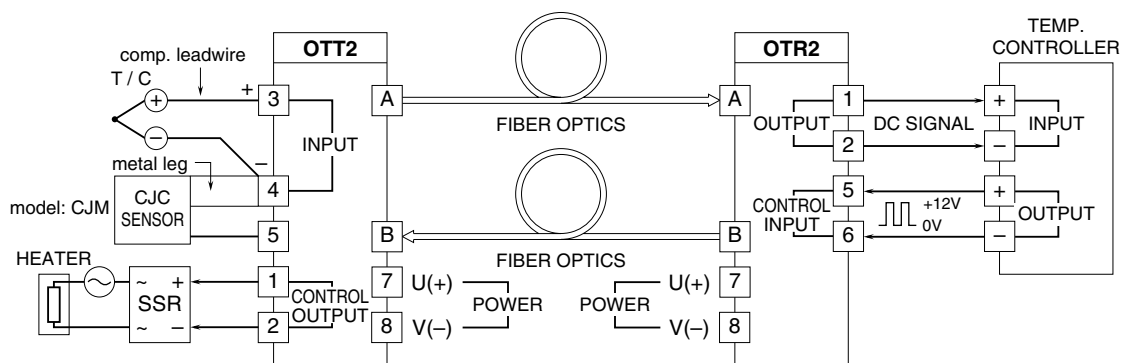 OTT2
comp. leadwire
T / C
+
−
+
−
3
INPUT
metal leg
4
model: CJM
CJC
SENSOR
5
HEATER
~
SSR
+
~
−
1
CONTROL
OUTPUT
2
A
FIBER OPTICS
B
FIBER OPTICS
7
U(+)
POWER
8
V(–)
OTR2
A
B
POWER
U(+)
7
V(–)
8
OUTPUT
1
DC SIGNAL
2
CONTROL
INPUT
5
+12V
0V
6
TEMP.
CONTROLLER
+
INPUT
−
+
OUTPUT
−